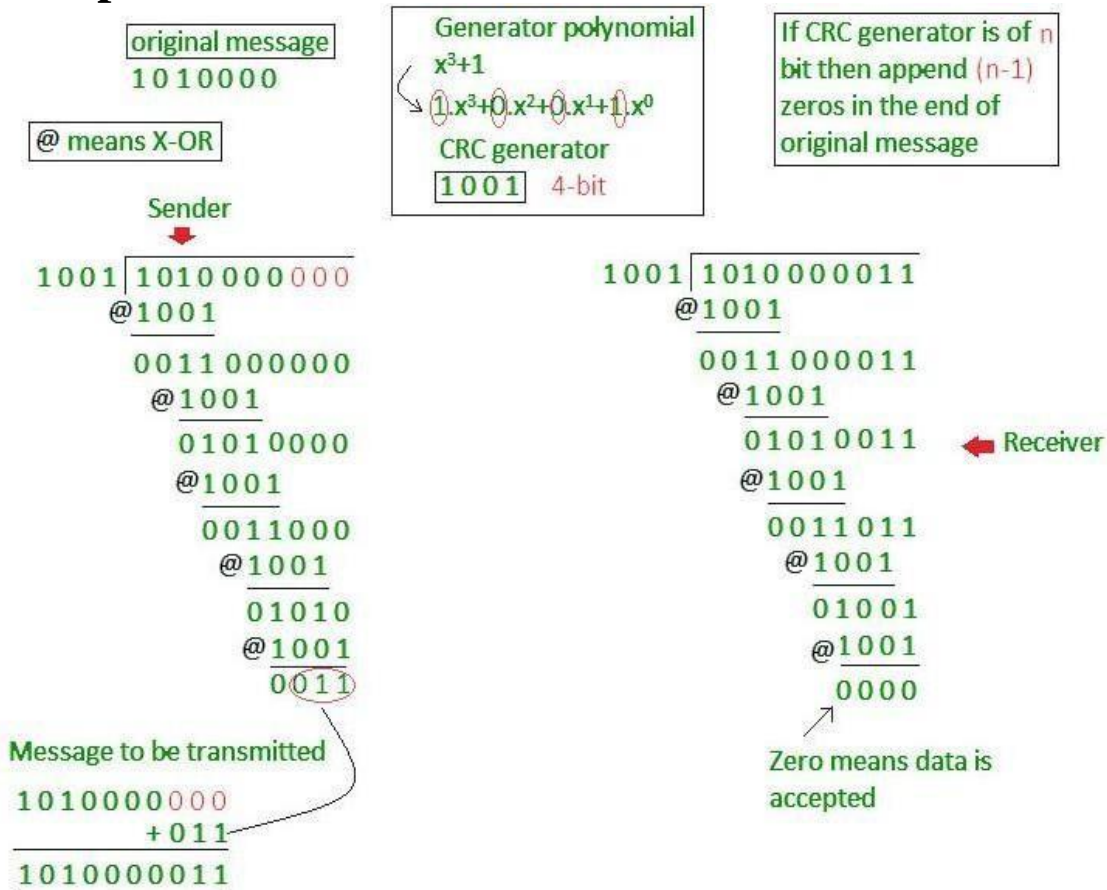 original message
1010000
@ means X-OR
Generator polynomial
x³+1
1.x³+0.x²+0.x¹+1.x⁰
CRC generator
1001 4-bit
If CRC generator is of n
bit then append (n-1)
zeros in the end of
original message
Sender
1001 1010000000
@1001
0011000000
@1001
01010000
@1001
0011000
@1001
01010
@1001
0011
Message to be transmitted
1010000000
+011
1010000011
1001 1010000011
@1001
0011000011
@1001
01010011
@1001
0011011
@1001
01001
@1001
0000
Receiver
Zero means data is
accepted